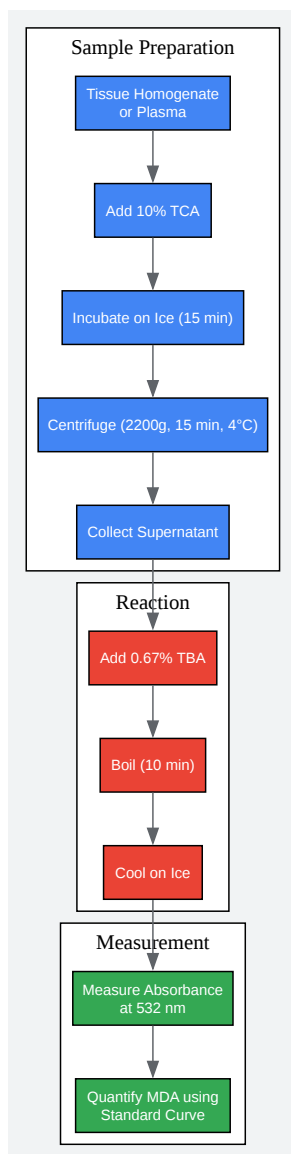 Sample Preparation
Tissue Homogenate
or Plasma
Add 10% TCA
Incubate on Ice (15 min)
Centrifuge (2200g, 15 min, 4°C)
Collect Supernatant
Reaction
Add 0.67% TBA
Boil (10 min)
Cool on Ice
Measurement
Measure Absorbance
at 532 nm
Quantify MDA using
Standard Curve